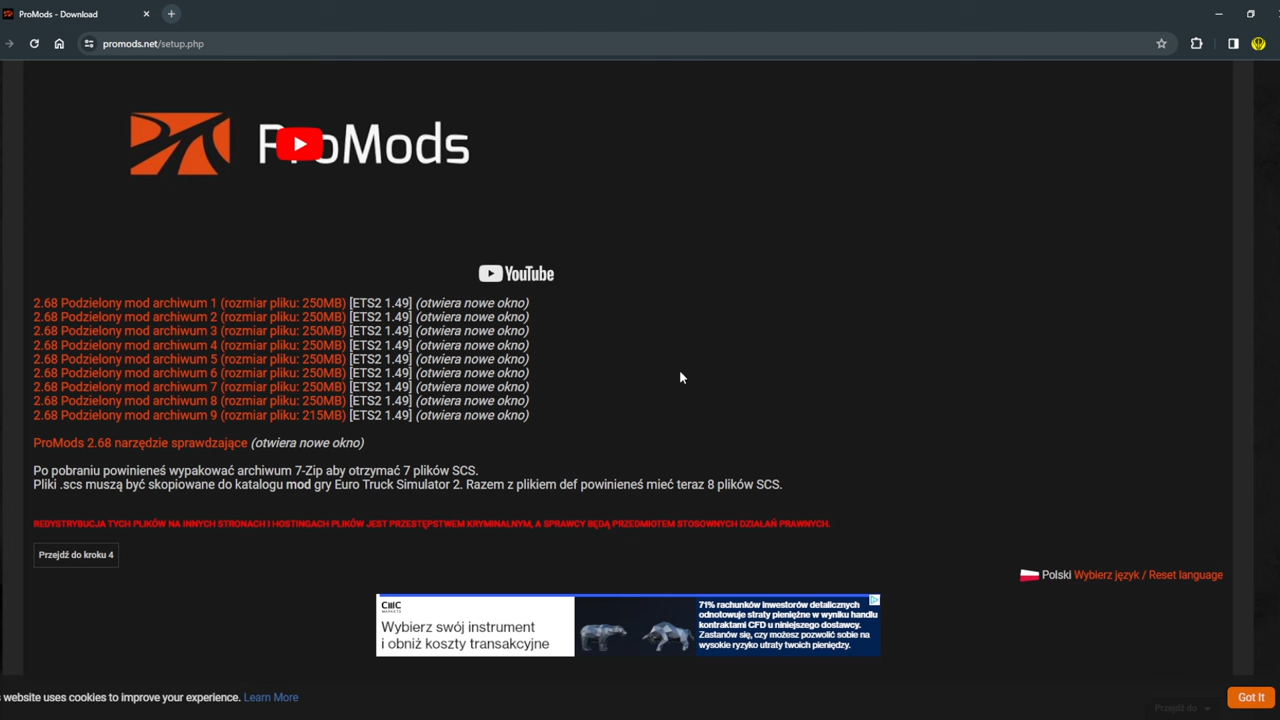 ProMods - Download
promods.net/setup.php
ProMods
YouTube
2.68 Podzielony mod archiwum 1 (rozmiar pliku: 250MB) [ETS2 1.49] (otwiera nowe okno)
2.68 Podzielony mod archiwum 2 (rozmiar pliku: 250MB) [ETS2 1.49] (otwiera nowe okno)
2.68 Podzielony mod archiwum 3 (rozmiar pliku: 250MB) [ETS2 1.49] (otwiera nowe okno)
2.68 Podzielony mod archiwum 4 (rozmiar pliku: 250MB) [ETS2 1.49] (otwiera nowe okno)
2.68 Podzielony mod archiwum 5 (rozmiar pliku: 250MB) [ETS2 1.49] (otwiera nowe okno)
2.68 Podzielony mod archiwum 6 (rozmiar pliku: 250MB) [ETS2 1.49] (otwiera nowe okno)
2.68 Podzielony mod archiwum 7 (rozmiar pliku: 250MB) [ETS2 1.49] (otwiera nowe okno)
2.68 Podzielony mod archiwum 8 (rozmiar pliku: 250MB) [ETS2 1.49] (otwiera nowe okno)
2.68 Podzielony mod archiwum 9 (rozmiar pliku: 215MB) [ETS2 1.49] (otwiera nowe okno)
ProMods 2.68 narzędzie sprawdzające (otwiera nowe okno)
Po pobraniu powinieneś wypakować archiwum 7-Zip aby otrzymać 7 plików SCS.
Pliki .scs muszą być skopiowane do katalogu mod gry Euro Truck Simulator 2. Razem z plikiem def powinieneś mieć teraz 8 plików SCS.
REDYSTRYBUCJA TYCH PLIKÓW NA INNYCH STRONACH I HOSTINGACH PLIKÓW JEST PRZESTĘPSTWEM KRYMINALNYM, A SPRAWCY BĘDĄ PRZEDMIOTEM STOSOWNYCH DZIAŁAŃ PRAWNYCH.
Przejdź do kroku 4
Polski Wybierz język / Reset language
CMC
MARKETS
Wybierz swój instrument
i obniż koszty transakcyjne
71% rachunków inwestorów detalicznych
odnotowuje straty pieniężne w wyniku handlu
kontraktami CFD u niniejszego dostawcy.
Zastanów się, czy możesz pozwolić sobie na
wysokie ryzyko utraty twoich pieniędzy.
website uses cookies to improve your experience. Learn More
Got It
Przejdź do